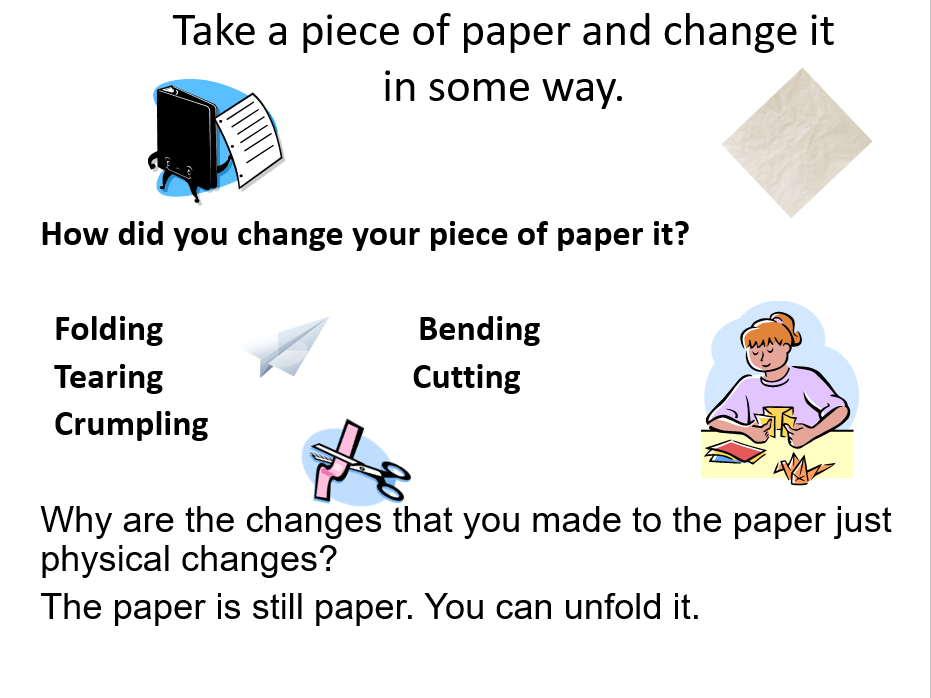 Take a piece of paper and change it
in some way.
How did you change your piece of paper it?
Folding
Bending
Tearing
Cutting
Crumpling
Why are the changes that you made to the paper just
physical changes?
The paper is still paper. You can unfold it.